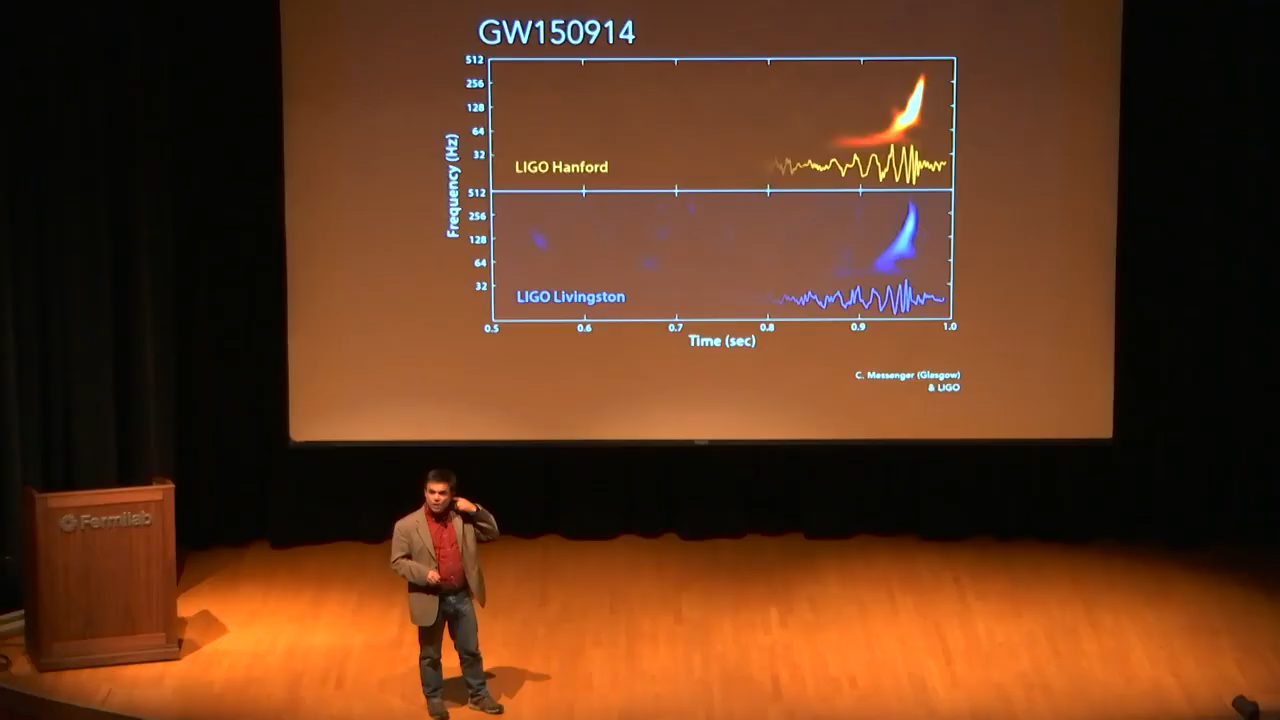 GW150914
Frequency (Hz)
512
256
128
64
32
LIGO Hanford
512
256
128
64
32
LIGO Livingston
0.5 0.6 0.7 0.8 0.9 1.0
Time (sec)
C. Messenger (Glasgow)
& LIGO
Fermilab